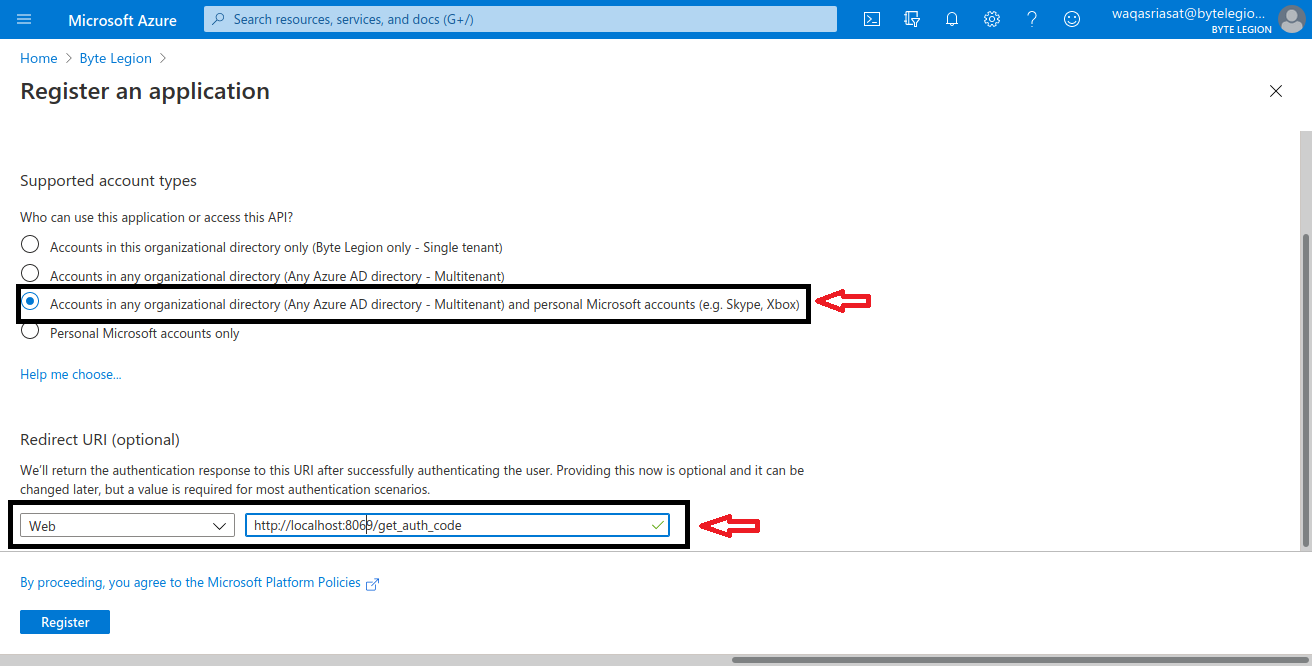 Microsoft Azure
Search resources, services, and docs (G+/)
waqasriasat@bytelegio...
BYTE LEGION
Home > Byte Legion >
Register an application
Supported account types
Who can use this application or access this API?
Accounts in this organizational directory only (Byte Legion only - Single tenant)
Accounts in any organizational directory (Any Azure AD directory - Multitenant)
Accounts in any organizational directory (Any Azure AD directory - Multitenant) and personal Microsoft accounts (e.g. Skype, Xbox)
Personal Microsoft accounts only
Help me choose...
Redirect URI (optional)
We'll return the authentication response to this URI after successfully authenticating the user. Providing this now is optional and it can be
changed later, but a value is required for most authentication scenarios.
Web
http://localhost:8069/get_auth_code
By proceeding, you agree to the Microsoft Platform Policies
Register